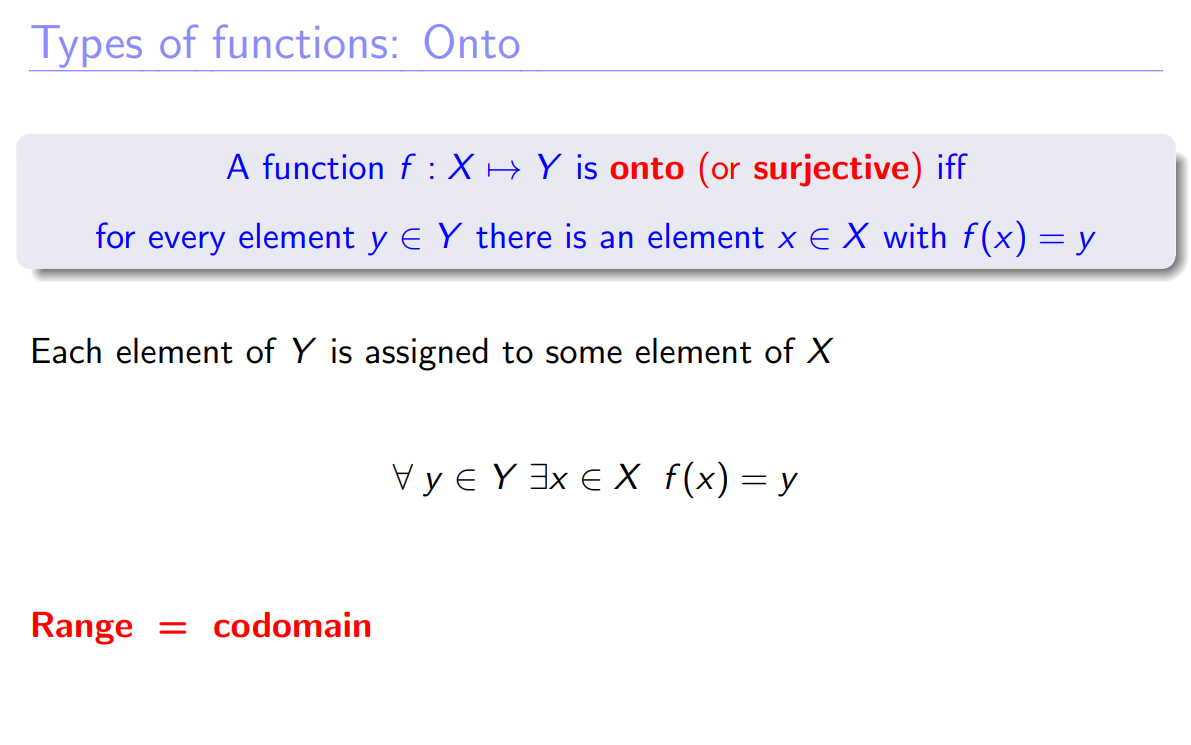 Types of functions: Onto
A function f : X ↦ Y is onto (or surjective) iff
for every element y ∈ Y there is an element x ∈ X with f(x) = y
Each element of Y is assigned to some element of X
∀ y ∈ Y ∃x ∈ X f(x) = y
Range = codomain